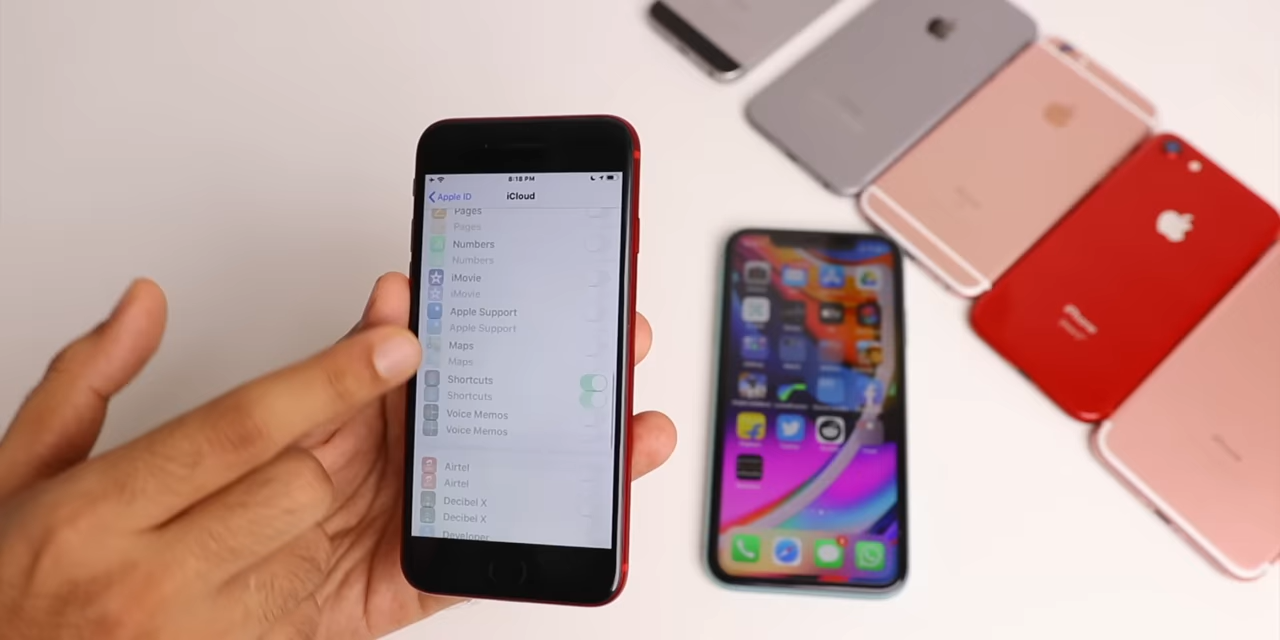 8:18 PM
Apple ID
iCloud
Pages
Pages
Numbers
Numbers
iMovie
iMovie
Apple Support
Apple Support
Maps
Maps
Shortcuts
Shortcuts
Voice Memos
Voice Memos
Airtel
Airtel
Decibel X
Decibel X
Developer
iPhone